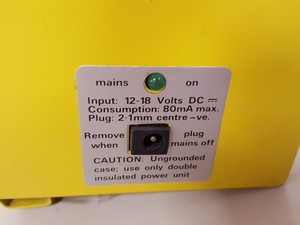 mains on
Input: 12-18 Volts DC ⎓
Consumption: 80mA max.
Plug: 2·1mm centre -ve.
Remove plug
when mains off
CAUTION: Ungrounded
case; use only double
insulated power unit